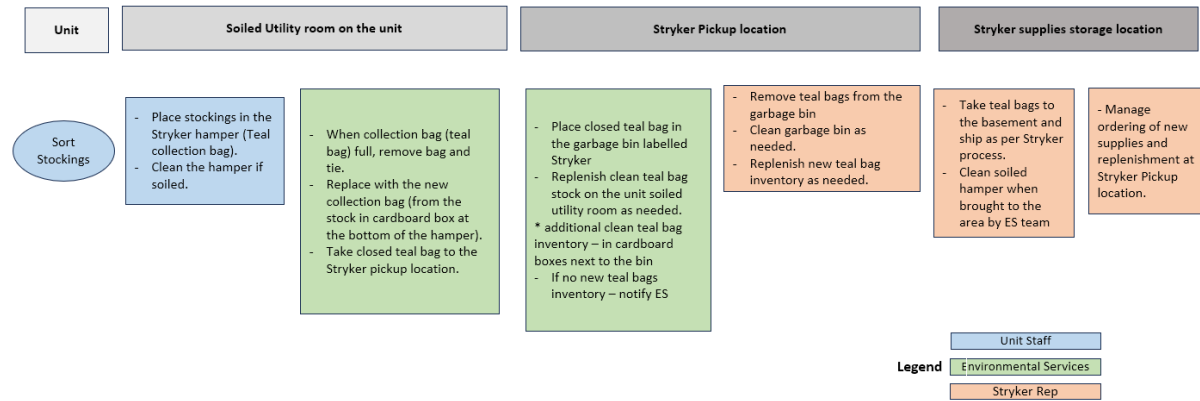 Unit
Soiled Utility room on the unit
Stryker Pickup location
Stryker supplies storage location
Sort
Stockings
- Place stockings in the
Stryker hamper (Teal
collection bag).
- Clean the hamper if
soiled.
- When collection bag (teal
bag) full, remove bag and
tie.
- Replace with the new
collection bag (from the
stock in cardboard box at
the bottom of the hamper).
- Take closed teal bag to the
Stryker pickup location.
- Place closed teal bag in
the garbage bin labelled
Stryker
- Replenish clean teal bag
stock on the unit soiled
utility room as needed.
* additional clean teal bag
inventory – in cardboard
boxes next to the bin
- If no new teal bags
inventory – notify ES
- Remove teal bags from the
garbage bin
- Clean garbage bin as
needed.
- Replenish new teal bag
inventory as needed.
- Take teal bags to
the basement and
ship as per Stryker
process.
- Clean soiled
hamper when
brought to the
area by ES team
- Manage
ordering of new
supplies and
replenishment at
Stryker Pickup
location.
Legend
Unit Staff
Environmental Services
Stryker Rep